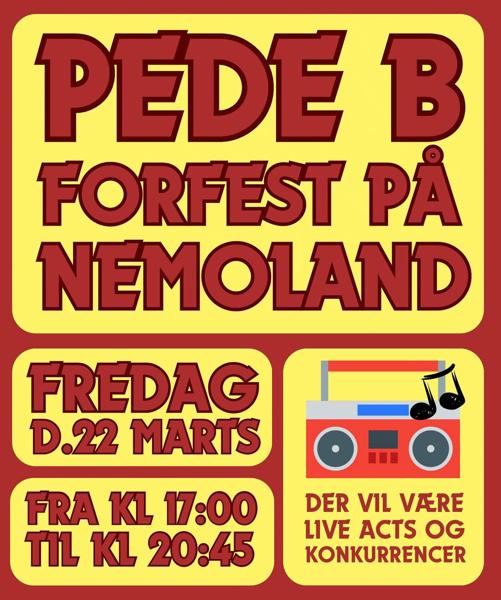 PEDE B
FORFEST PÅ
NEMOLAND
FREDAG
D.22 MARTS
FRA KL 17:00
TIL KL 20:45
DER VIL VÆRE
LIVE ACTS OG
KONKURRENCER